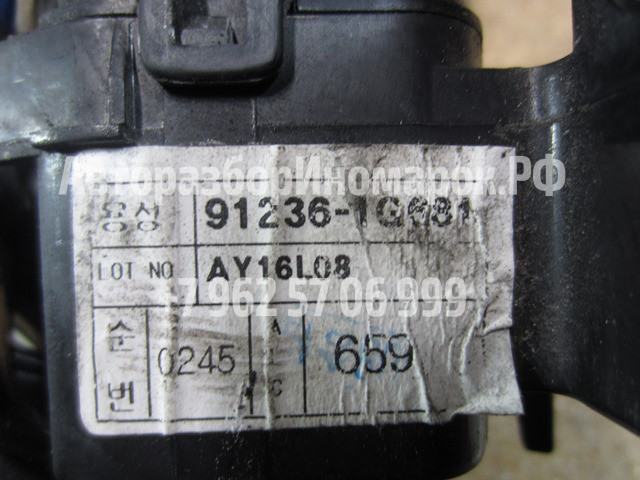 АвторазборИномарок.РФ
91236-1G681
LOT NO AY16L08
+7 962 57 06 999
순번 0245 A C 659